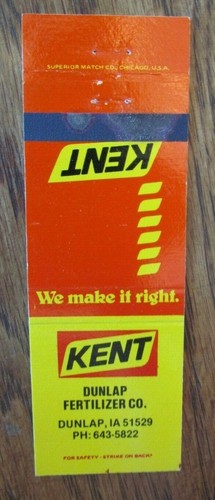 SUPERIOR MATCH CO., CHICAGO, U.S.A.
KENT
We make it right.
KENT
DUNLAP
FERTILIZER CO.
DUNLAP, IA 51529
PH: 643-5822
FOR SAFETY - STRIKE ON BACK!